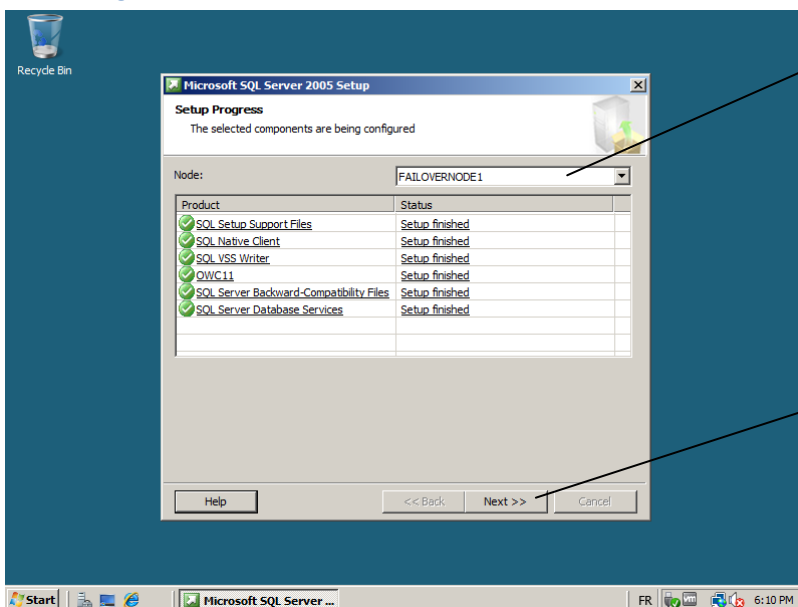 Recycle Bin
Microsoft SQL Server 2005 Setup
Setup Progress
The selected components are being configured
Node: FAILOVERNODE1
Product Status
SQL Setup Support Files Setup finished
SQL Native Client Setup finished
SQL VSS Writer Setup finished
OWC11 Setup finished
SQL Server Backward-Compatibility Files Setup finished
SQL Server Database Services Setup finished
Help << Back Next >> Cancel
Start Microsoft SQL Server ... FR 6:10 PM